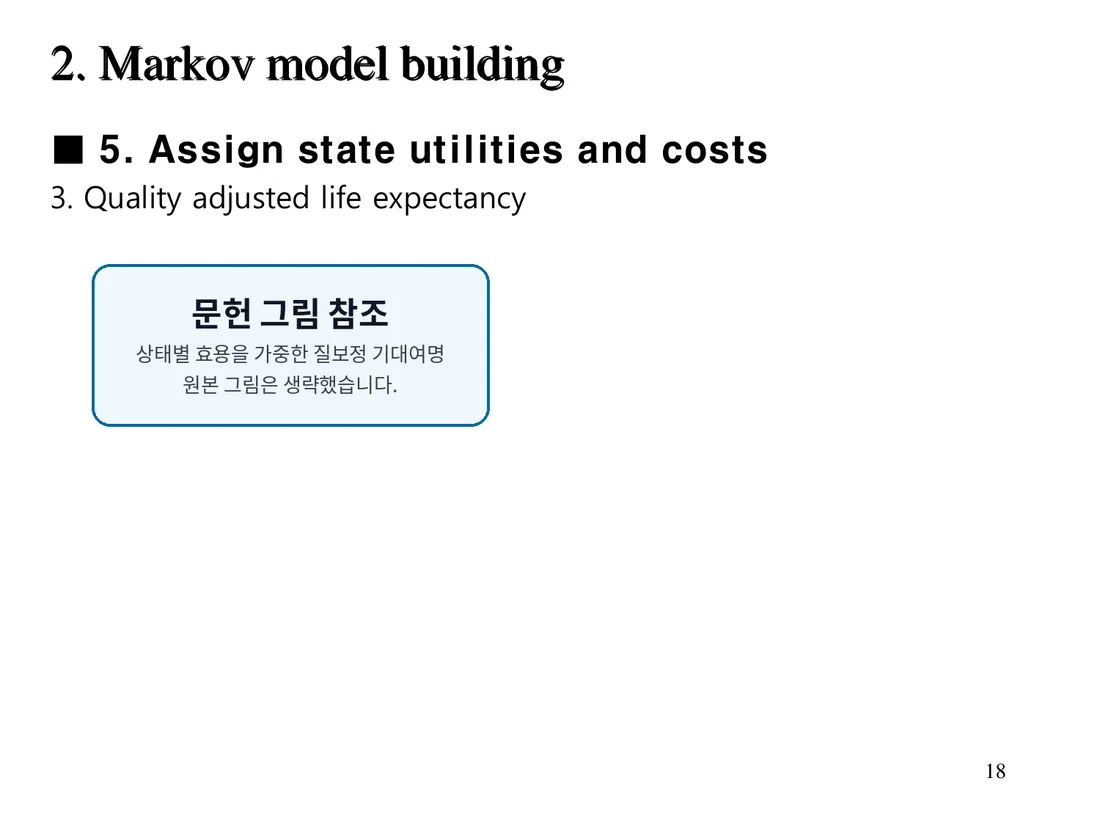 2. Markov model building
■ 5. Assign state utilities and costs
3. Quality adjusted life expectancy
문헌 그림 참조
상태별 효용을 가중한 질보정 기대여명
원본 그림은 생략했습니다.
18